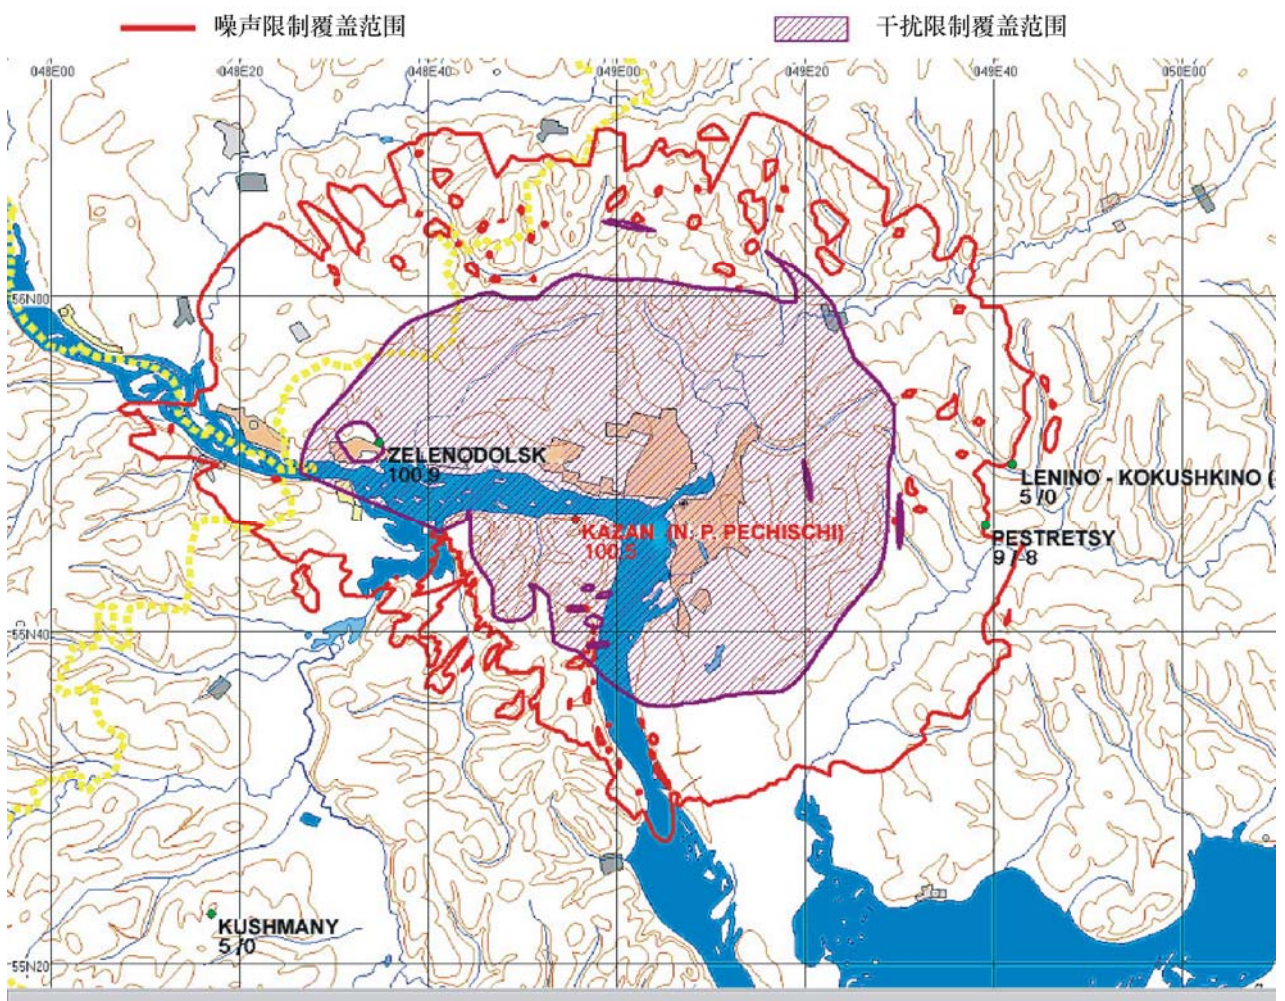 噪声限制覆盖范围
干扰限制覆盖范围
048E00
048E20
048E40
049E00
049E20
049E40
050E00
56N00
ZELENODOLSK
100,9
LENINO - KOKUSHKINO (
5 /0
KAZAN (N. P. PECHISCHI)
100,5
PESTRETSY
9 /-8
55N40
KUSHMANY
5 /0
55N20